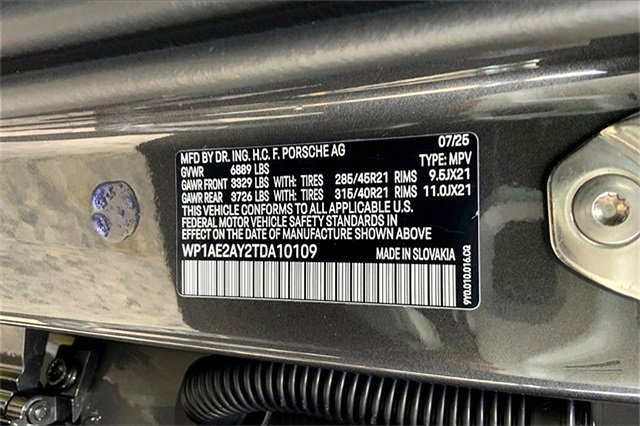 MFD BY DR. ING. H.C. F. PORSCHE AG 07/25
GVWR 6889 LBS TYPE: MPV
GAWR FRONT 3329 LBS WITH: TIRES 285/45R21 RIMS 9.5JX21
GAWR REAR 3726 LBS WITH: TIRES 315/40R21 RIMS 11.0JX21
THIS VEHICLE CONFORMS TO ALL APPLICABLE U.S.
FEDERAL MOTOR VEHICLE SAFETY STANDARDS IN
EFFECT ON THE DATE OF MANUFACTURE SHOWN ABOVE.
WP1AE2AY2TDA10109 MADE IN SLOVAKIA
9Y0.010.016.CQ